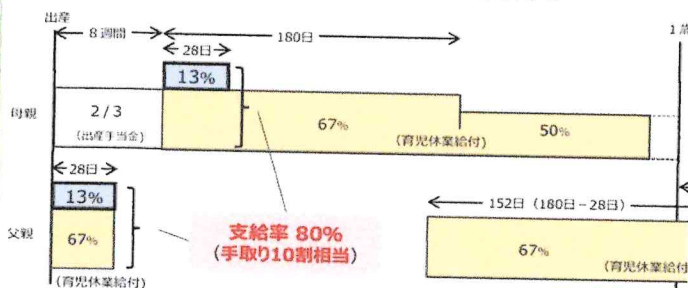 出産
8週間
180日
1歳
28日
13%
母親
2/3
(出産手当金)
67%
(育児休業給付)
50%
28日
13%
父親
67%
(育児休業給付)
支給率 80%
(手取り10割相当)
152日 (180日-28日)
67%
(育児休業給付